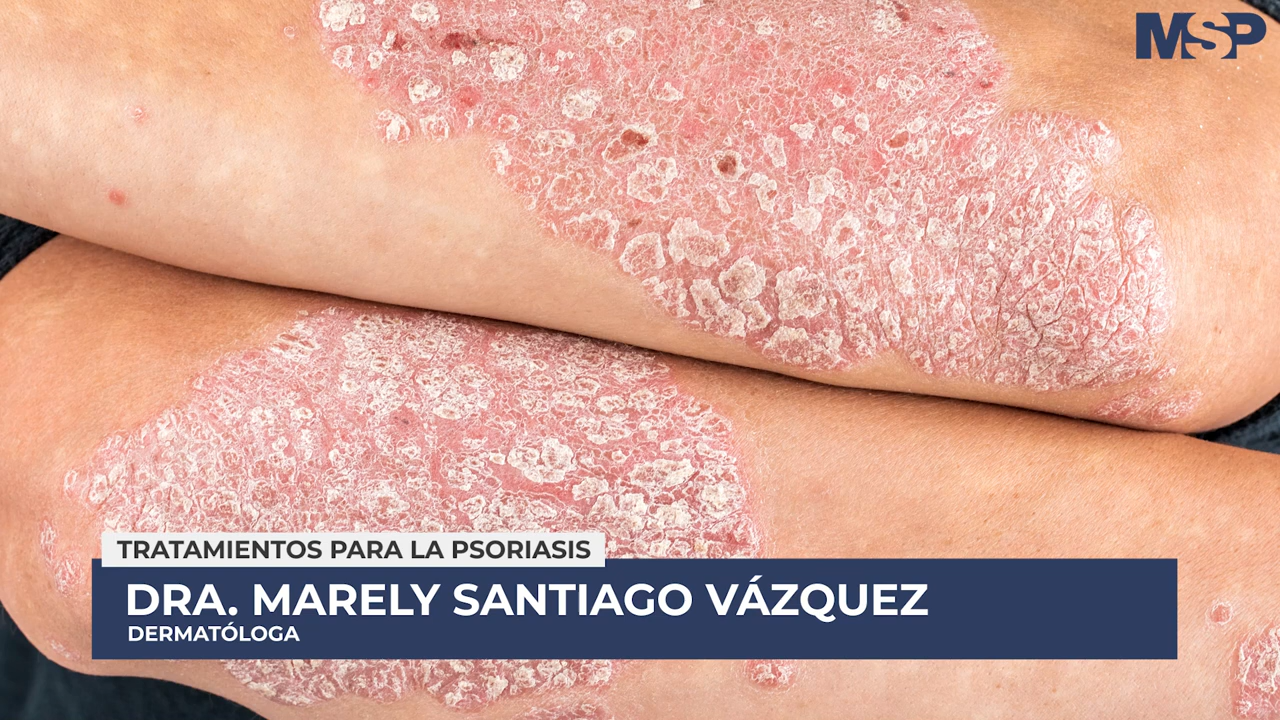 MSP
TRATAMIENTOS PARA LA PSORIASIS
DRA. MARELY SANTIAGO VÁZQUEZ
DERMATÓLOGA